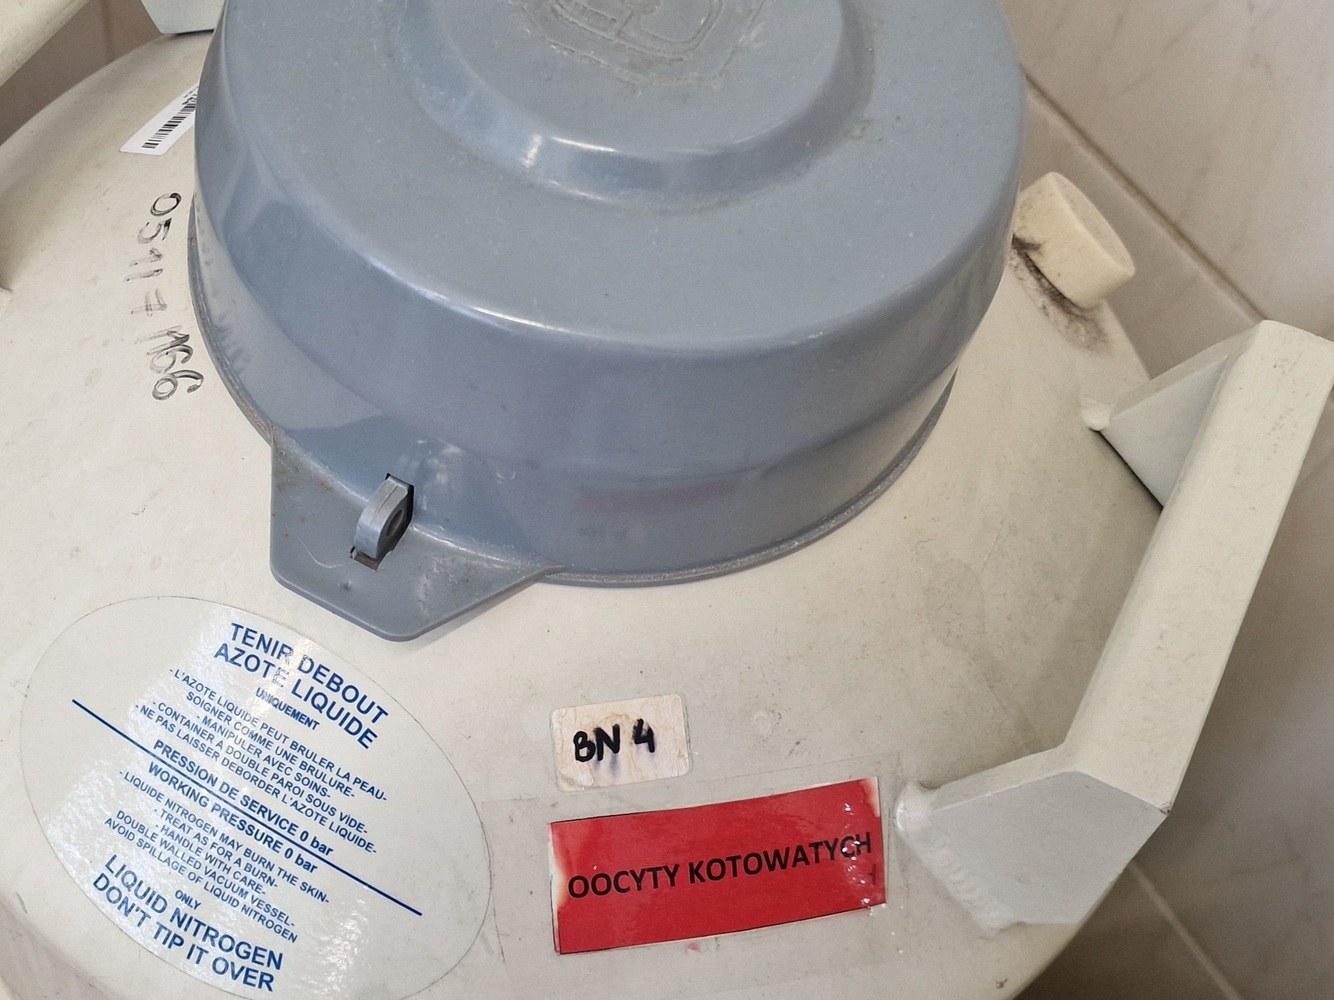 0517 1166
TENIR DEBOUT
AZOTE LIQUIDE
UNIQUEMENT
-L'AZOTE LIQUIDE PEUT BRULER LA PEAU-
SOIGNER COMME UNE BRULURE-
- MANIPULER AVEC SOINS-
- CONTAINER A DOUBLE PAROI SOUS VIDE-
- NE PAS LAISSER DEBORDER L'AZOTE LIQUIDE-
PRESSION DE SERVICE 0 bar
WORKING PRESSURE 0 bar
-LIQUIDE NITROGEN MAY BURN THE SKIN-
- TREAT AS FOR A BURN-
- HANDLE WITH CARE-
DOUBLE WALLED VACUUM VESSEL-
AVOID SPILLAGE OF LIQUID NITROGEN
ONLY
LIQUID NITROGEN
DON'T TIP IT OVER
BN 4
OOCYTY KOTOWATYCH